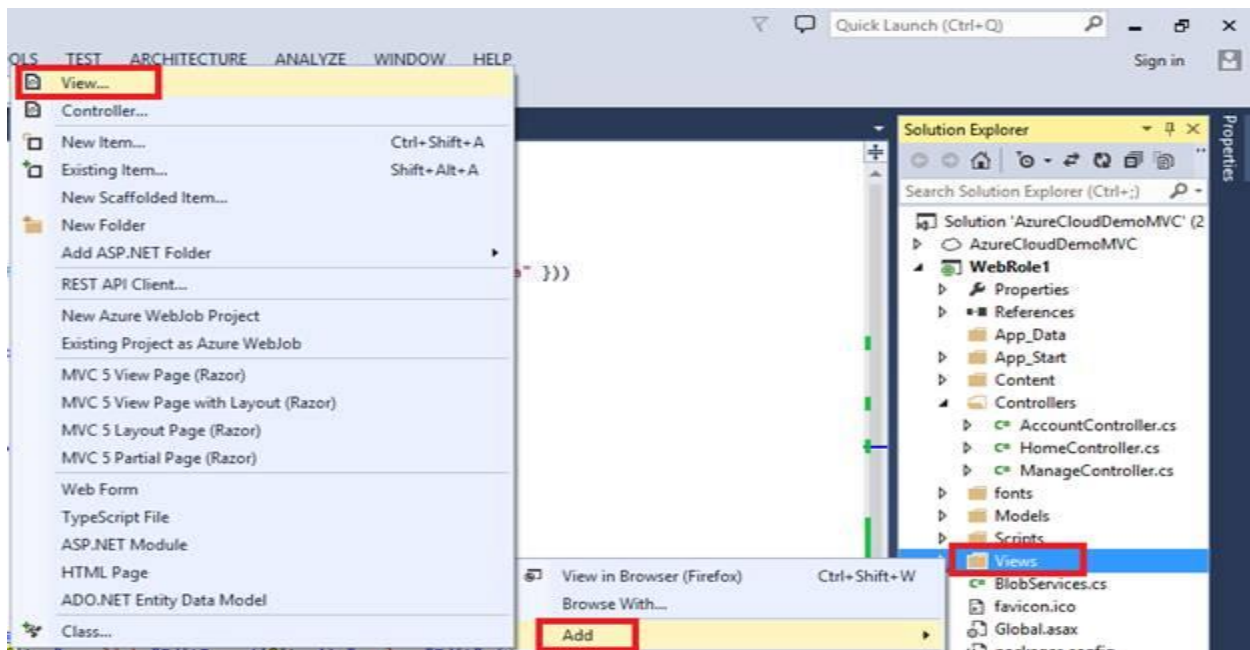 Quick Launch (Ctrl+Q)
OLS TEST ARCHITECTURE ANALYZE WINDOW HELP
Sign in
View...
Controller...
New Item... Ctrl+Shift+A
Existing Item... Shift+Alt+A
New Scaffolded Item...
New Folder
Add ASP.NET Folder
REST API Client...
New Azure WebJob Project
Existing Project as Azure WebJob
MVC 5 View Page (Razor)
MVC 5 View Page with Layout (Razor)
MVC 5 Layout Page (Razor)
MVC 5 Partial Page (Razor)
Web Form
TypeScript File
ASP.NET Module
HTML Page
ADO.NET Entity Data Model
Class...
" }))
View in Browser (Firefox) Ctrl+Shift+W
Browse With...
Add
Solution Explorer
Search Solution Explorer (Ctrl+;)
Solution 'AzureCloudDemoMVC' (2
AzureCloudDemoMVC
WebRole1
Properties
References
App_Data
App_Start
Content
Controllers
C# AccountController.cs
C# HomeController.cs
C# ManageController.cs
fonts
Models
Scripts
Views
C# BlobServices.cs
favicon.ico
Global.asax
packages.config
Properties